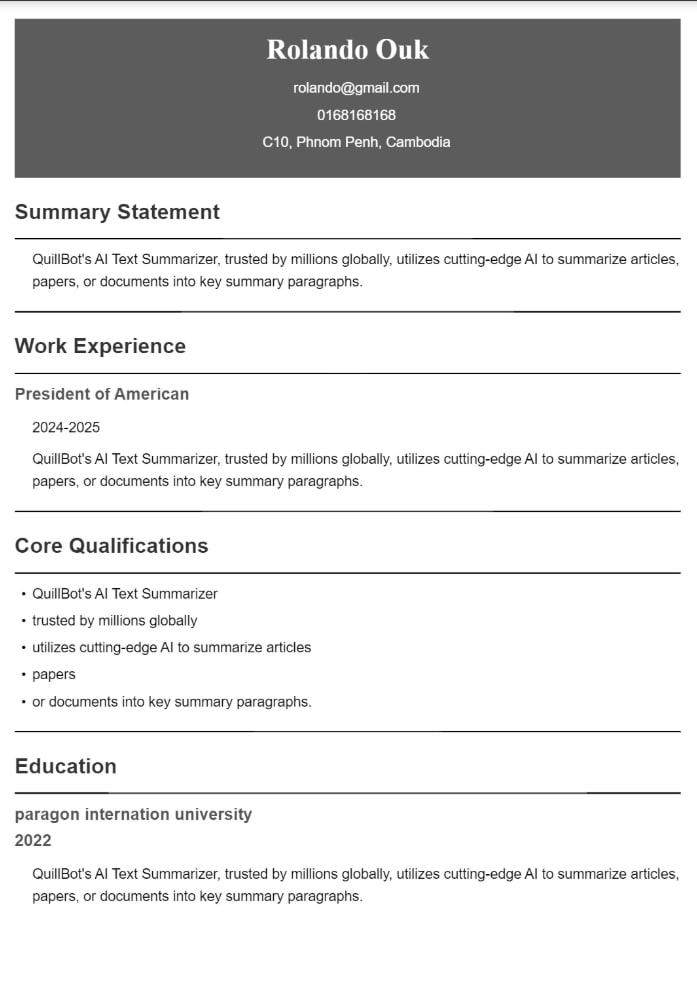 Rolando Ouk
rolando@gmail.com
0168168168
C10, Phnom Penh, Cambodia
Summary Statement
QuillBot's AI Text Summarizer, trusted by millions globally, utilizes cutting-edge AI to summarize articles,
papers, or documents into key summary paragraphs.
Work Experience
President of American
2024-2025
QuillBot's AI Text Summarizer, trusted by millions globally, utilizes cutting-edge AI to summarize articles,
papers, or documents into key summary paragraphs.
Core Qualifications
• QuillBot's AI Text Summarizer
• trusted by millions globally
• utilizes cutting-edge AI to summarize articles
• papers
• or documents into key summary paragraphs.
Education
paragon internation university
2022
QuillBot's AI Text Summarizer, trusted by millions globally, utilizes cutting-edge AI to summarize articles,
papers, or documents into key summary paragraphs.